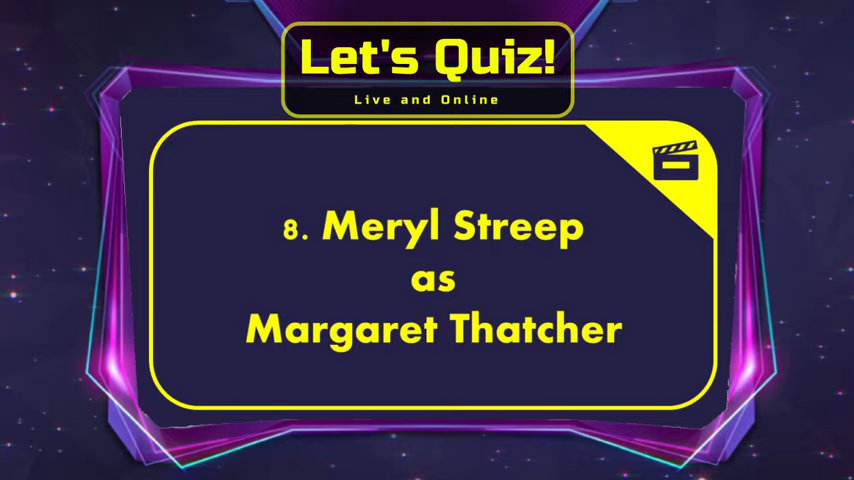 Let's Quiz!
Live and Online
8. Meryl Streep
as
Margaret Thatcher